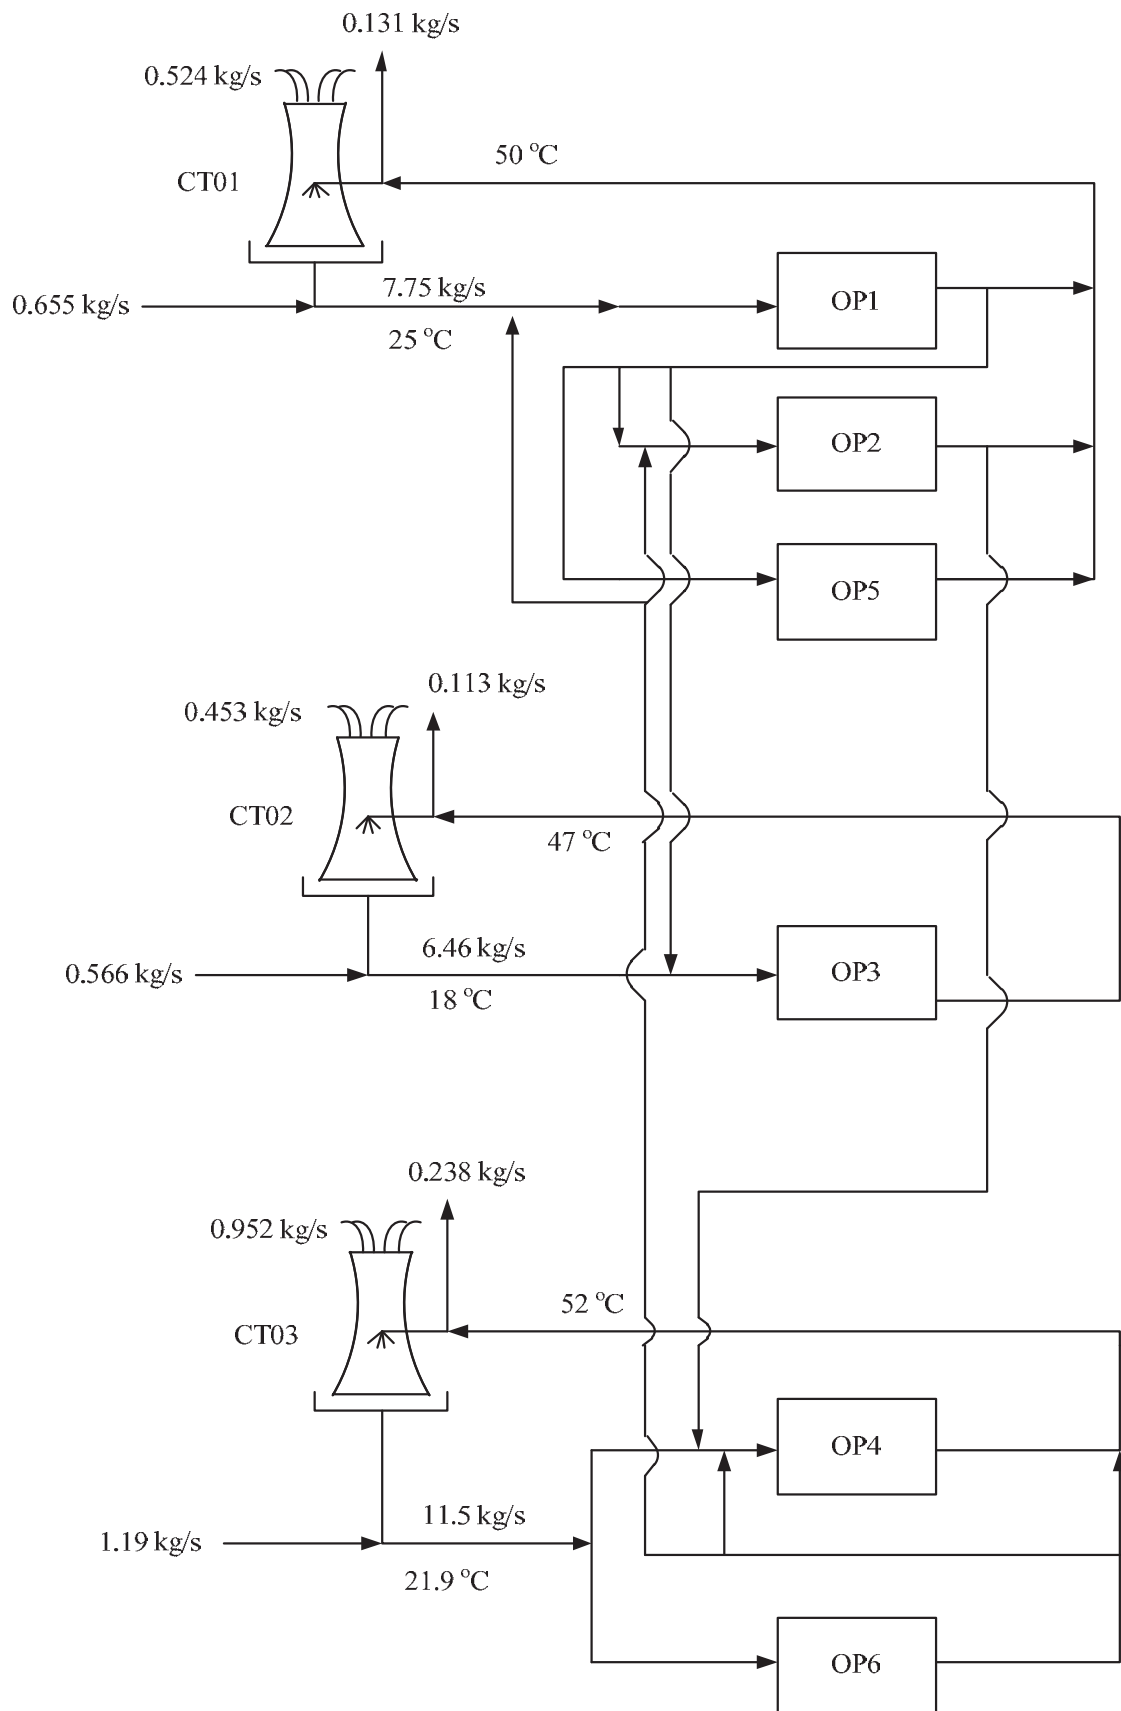 0.131 kg/s
0.524 kg/s
50 °C
CT01
7.75 kg/s
0.655 kg/s
OP1
25 °C
OP2
OP5
0.113 kg/s
0.453 kg/s
CT02
47 °C
6.46 kg/s
0.566 kg/s
OP3
18 °C
0.238 kg/s
0.952 kg/s
52 °C
CT03
OP4
11.5 kg/s
1.19 kg/s
21.9 °C
OP6